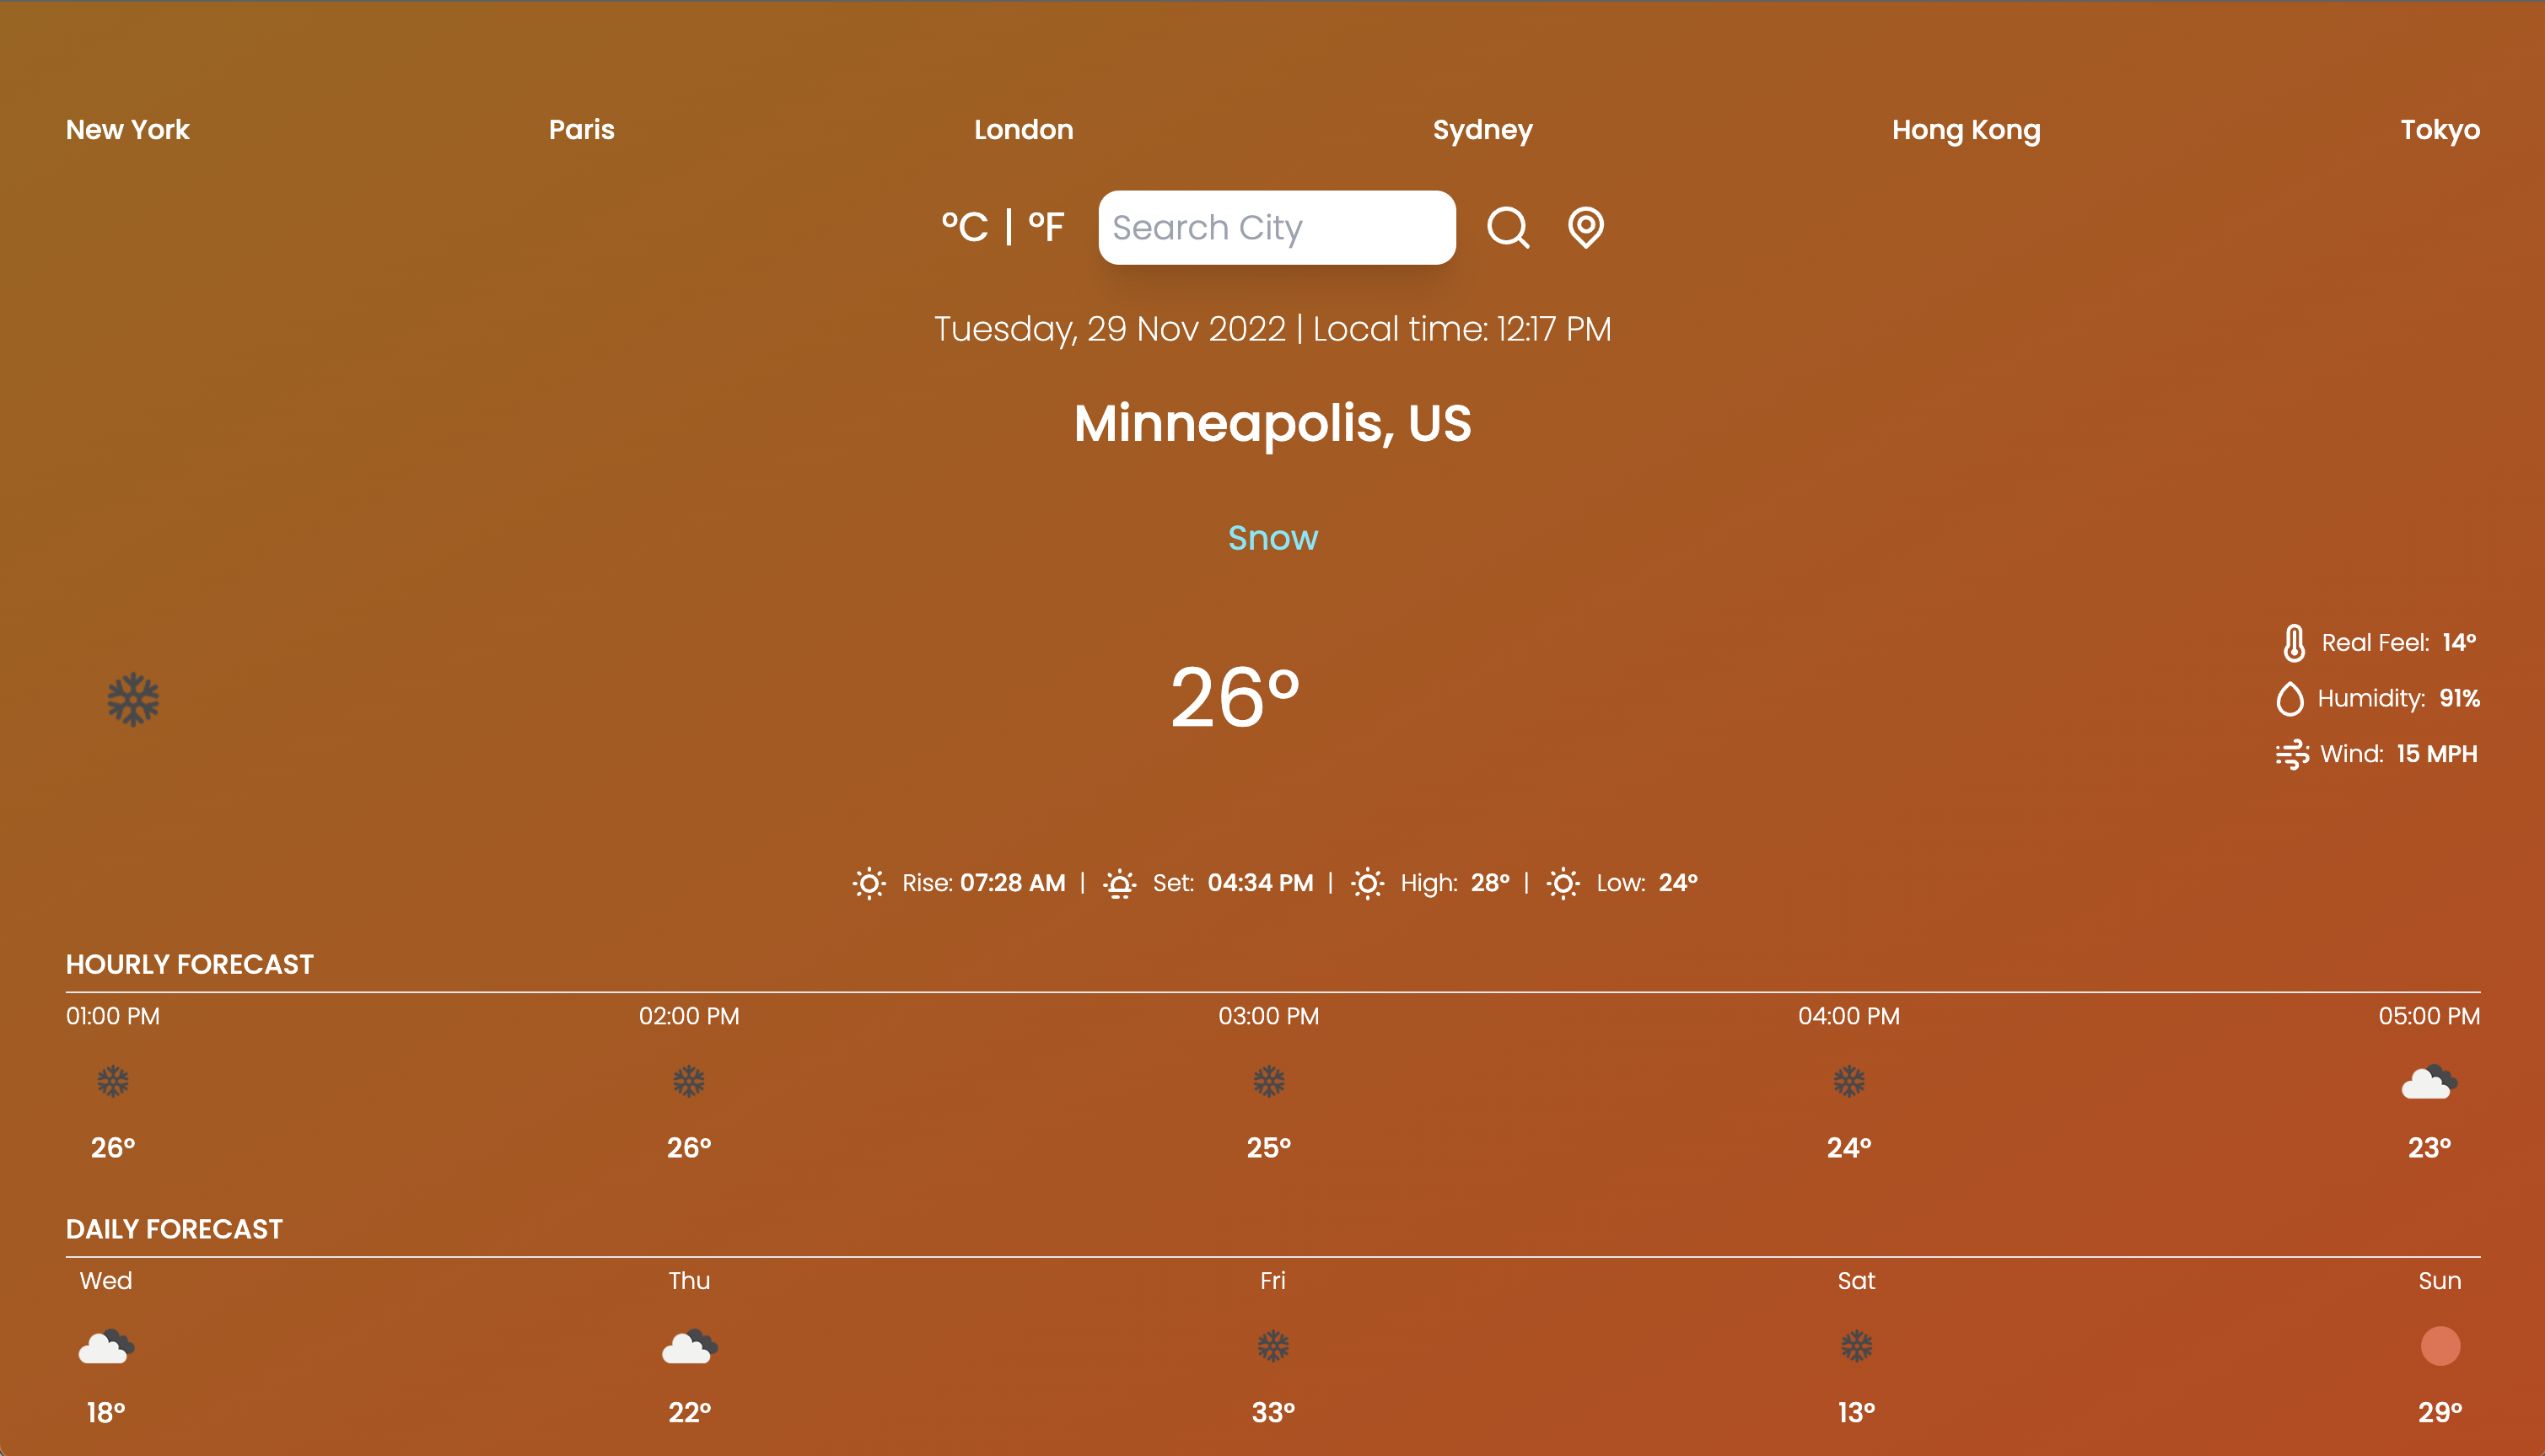 New York Paris London Sydney Hong Kong Tokyo
°C | °F Search City
Tuesday, 29 Nov 2022 | Local time: 12:17 PM
Minneapolis, US
Snow
26°
Real Feel: 14°
Humidity: 91%
Wind: 15 MPH
Rise: 07:28 AM | Set: 04:34 PM | High: 28° | Low: 24°
HOURLY FORECAST
01:00 PM 02:00 PM 03:00 PM 04:00 PM 05:00 PM
26° 26° 25° 24° 23°
DAILY FORECAST
Wed Thu Fri Sat Sun
18° 22° 33° 13° 29°